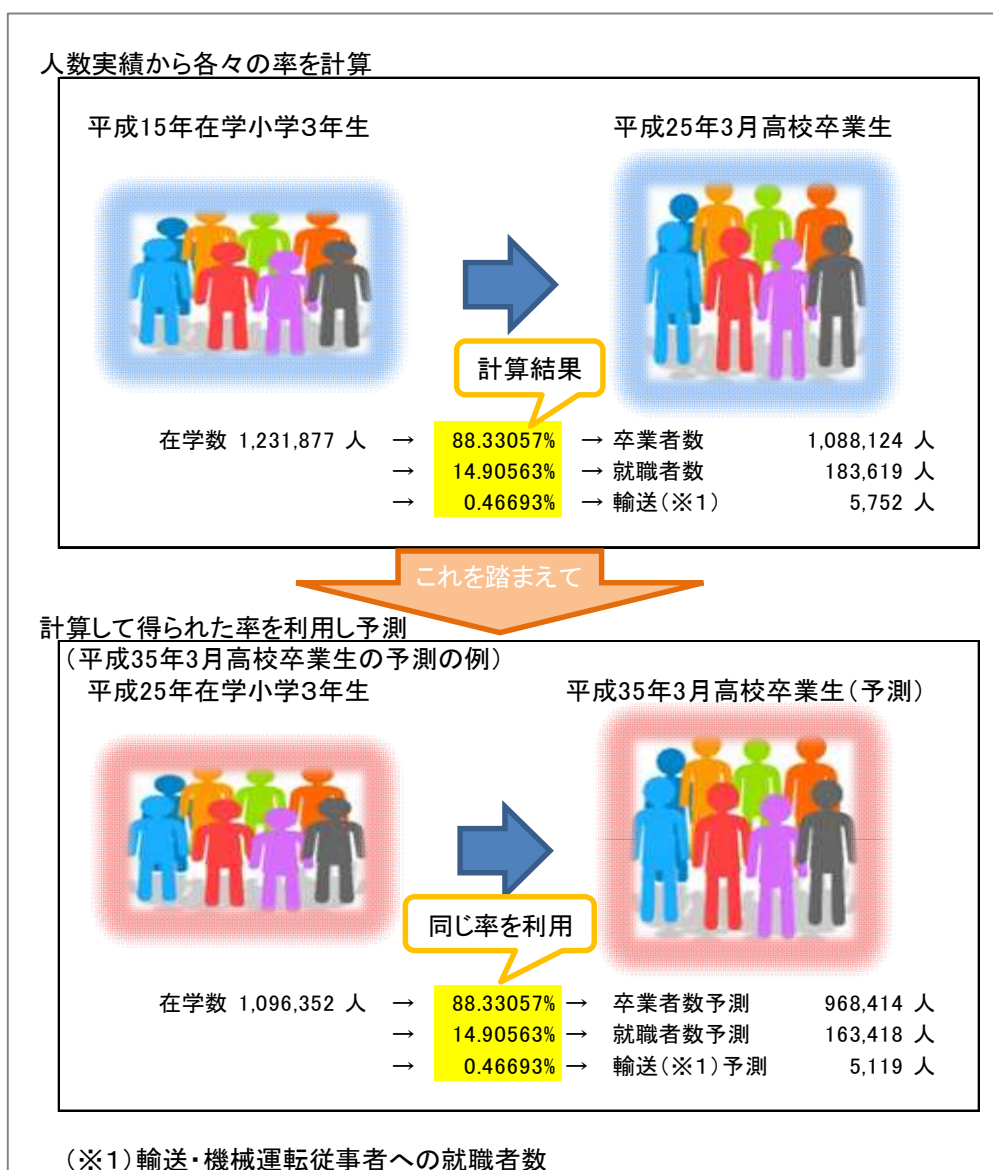 人数実績から各々の率を計算
平成15年在学小学3年生 平成25年3月高校卒業生
計算結果
在学数 1,231,877 人 → 88.33057% → 卒業者数 1,088,124 人
→ 14.90563% → 就職者数 183,619 人
→ 0.46693% → 輸送(※1) 5,752 人
これを踏まえて
計算して得られた率を利用し予測
(平成35年3月高校卒業生の予測の例)
平成25年在学小学3年生 平成35年3月高校卒業生(予測)
同じ率を利用
在学数 1,096,352 人 → 88.33057% → 卒業者数予測 968,414 人
→ 14.90563% → 就職者数予測 163,418 人
→ 0.46693% → 輸送(※1)予測 5,119 人
(※1)輸送・機械運転従事者への就職者数